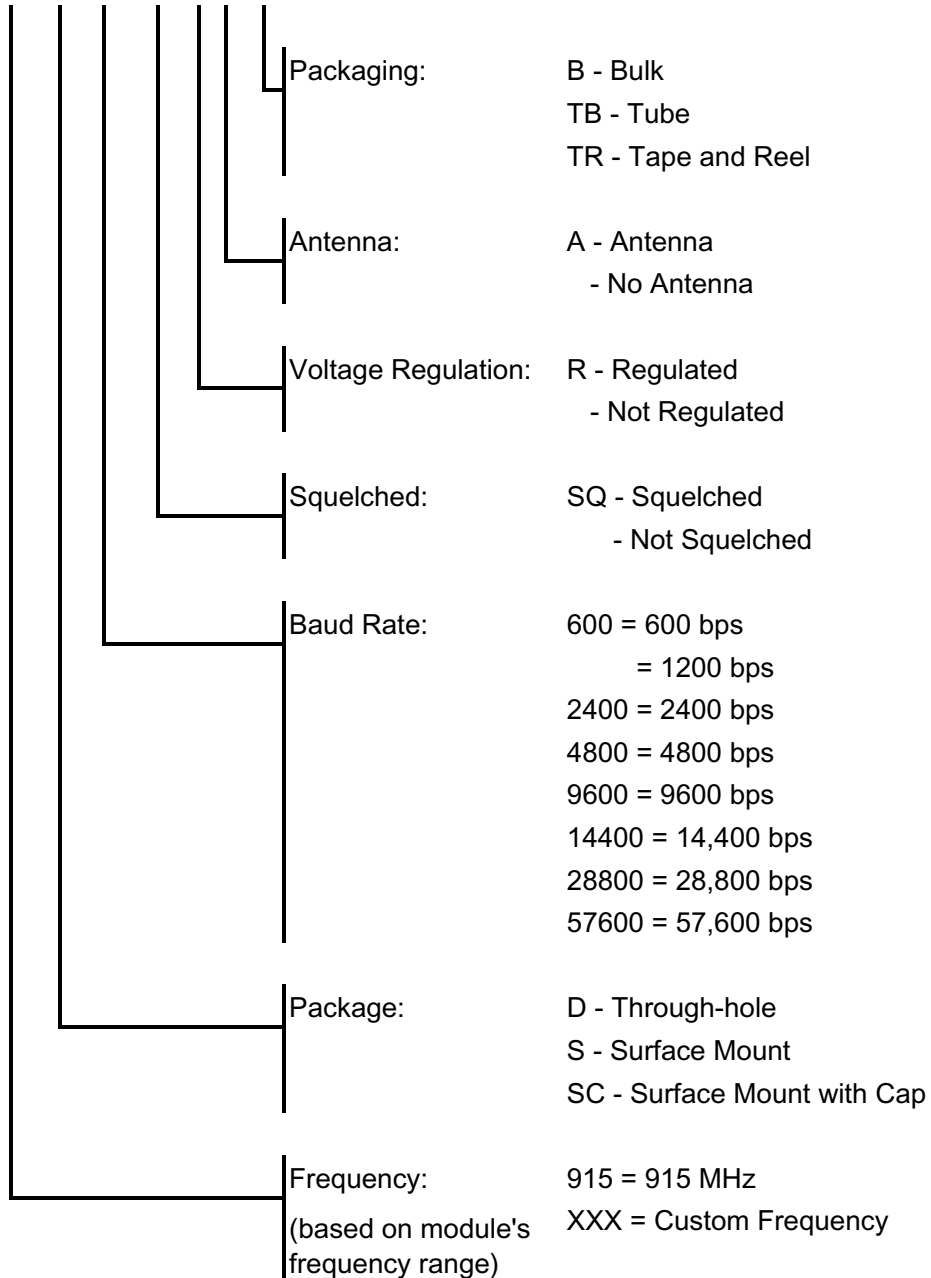 Packaging: B - Bulk
TB - Tube
TR - Tape and Reel
Antenna: A - Antenna
- No Antenna
Voltage Regulation: R - Regulated
- Not Regulated
Squelched: SQ - Squelched
- Not Squelched
Baud Rate: 600 = 600 bps
= 1200 bps
2400 = 2400 bps
4800 = 4800 bps
9600 = 9600 bps
14400 = 14,400 bps
28800 = 28,800 bps
57600 = 57,600 bps
Package: D - Through-hole
S - Surface Mount
SC - Surface Mount with Cap
Frequency: 915 = 915 MHz
(based on module's XXX = Custom Frequency
frequency range)